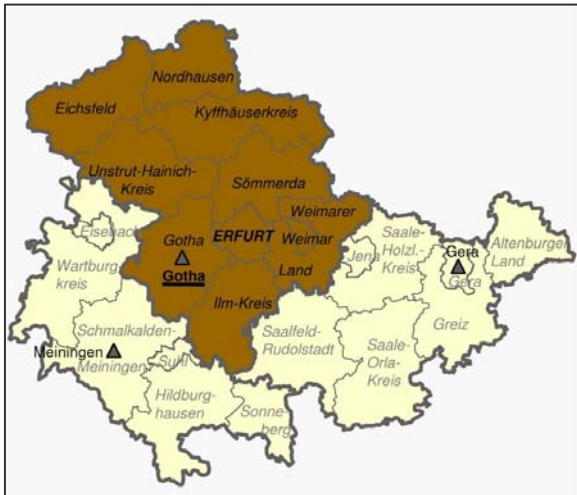 Nordhausen
Eichsfeld
Kyffhäuserkreis
Unstrut-Hainich-
Kreis
Sömmerda
Weimarer
Eisenach
Gotha
ERFURT
Weimar
Saale-
Holzl.-
Kreis
Gera
Altenburger
Land
Wartburg
kreis
Gotha
Land
Jena
Gera
Ilm-Kreis
Schmalkalden-
Saalfeld-
Rudolstadt
Greiz
Meiningen
Meiningen
Suhl
Saale-
Orla-
Kreis
Hildburg-
hausen
Sonne-
berg